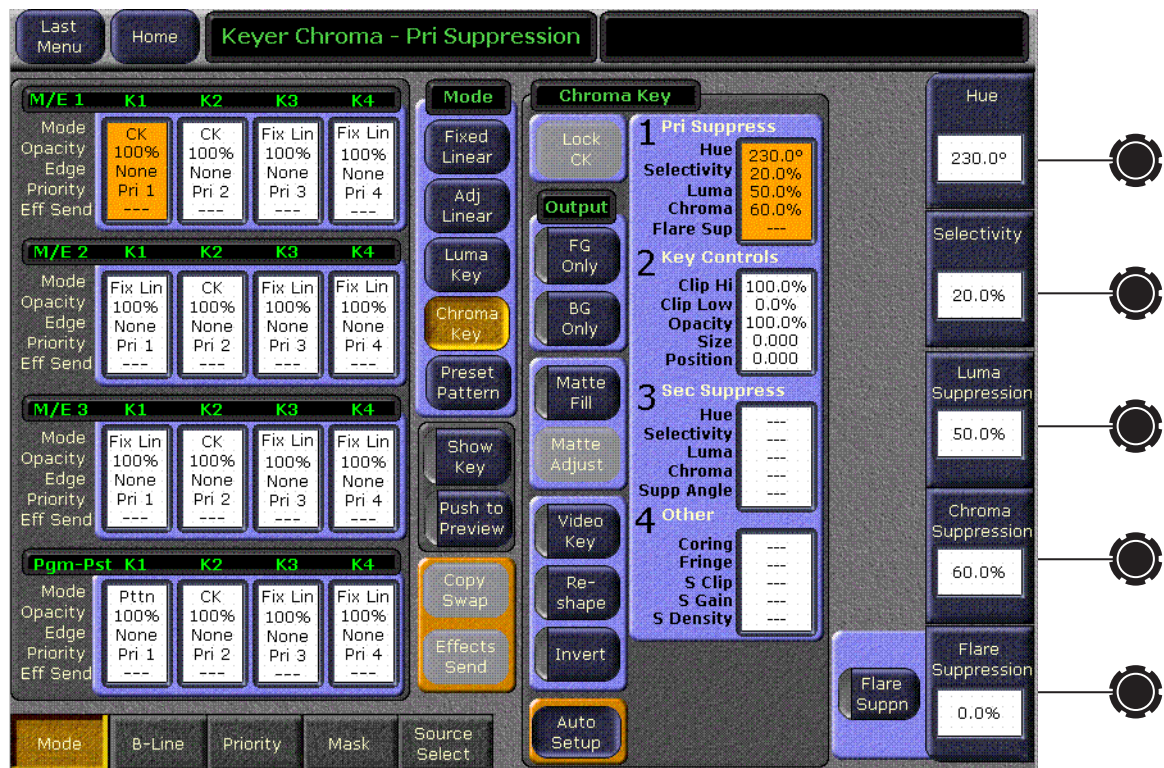 Last Menu Home Keyer Chroma - Pri Suppression
M/E 1 K1 K2 K3 K4
Mode CK CK Fix Lin Fix Lin
Opacity 100% 100% 100% 100%
Edge None None None None
Priority Pri 1 Pri 2 Pri 3 Pri 4
Eff Send --- --- --- ---
M/E 2 K1 K2 K3 K4
Mode Fix Lin CK Fix Lin Fix Lin
Opacity 100% 100% 100% 100%
Edge None None None None
Priority Pri 1 Pri 2 Pri 3 Pri 4
Eff Send --- --- --- ---
M/E 3 K1 K2 K3 K4
Mode Fix Lin CK Fix Lin Fix Lin
Opacity 100% 100% 100% 100%
Edge None None None None
Priority Pri 1 Pri 2 Pri 3 Pri 4
Eff Send --- --- --- ---
Pgm-Pst K1 K2 K3 K4
Mode Pttn CK Fix Lin Fix Lin
Opacity 100% 100% 100% 100%
Edge None None None None
Priority Pri 1 Pri 2 Pri 3 Pri 4
Eff Send --- --- --- ---
Mode
Fixed Linear
Adj Linear
Luma Key
Chroma Key
Preset Pattern
Show Key
Push to Preview
Copy Swap
Effects Send
Chroma Key
Lock CK
Output
FG Only
BG Only
Matte Fill
Matte Adjust
Video Key
Re-shape
Invert
Auto Setup
1 Pri Suppress
Hue 230.0º
Selectivity 20.0%
Luma 50.0%
Chroma 60.0%
Flare Sup ---
2 Key Controls
Clip Hi 100.0%
Clip Low 0.0%
Opacity 100.0%
Size 0.000
Position 0.000
3 Sec Suppress
Hue ---
Selectivity ---
Luma ---
Chroma ---
Supp Angle ---
4 Other
Coring ---
Fringe ---
S Clip ---
S Gain ---
S Density ---
Flare Suppn
Hue
230.0º
Selectivity
20.0%
Luma Suppression
50.0%
Chroma Suppression
60.0%
Flare Suppression
0.0%
Mode B-Line Priority Mask Source Select